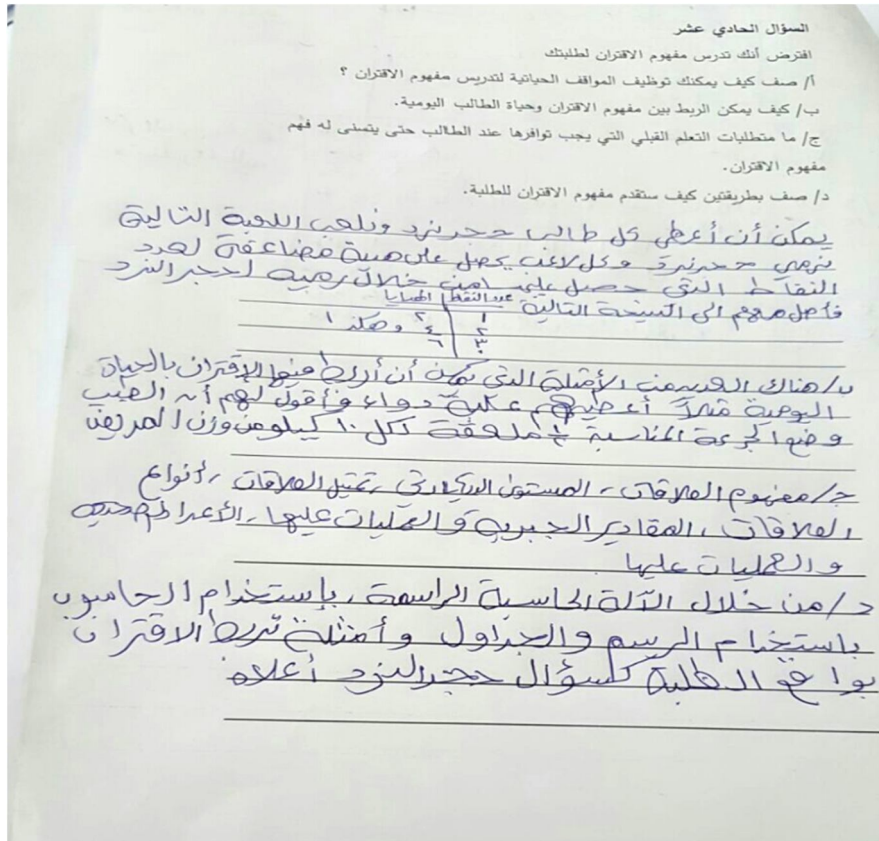 السؤال الحادي عشر
افترض أنك تدرس مفهوم الاقتران لطلبتك
أ/ صف كيف يمكنك توظيف المواقف الحياتية لتدريس مفهوم الاقتران ؟
ب/ كيف يمكن الربط بين مفهوم الاقتران وحياة الطالب اليومية.
ج/ ما متطلبات التعلم القبلي التي يجب توافرها عند الطالب حتى يتسنى له فهم
مفهوم الاقتران.
د/ صف بطريقتين كيف ستقدم مفهوم الاقتران للطلبة.
يمكن أن أعطي كل طالب حجر نرد ونلعب اللعبة التالية
نرمي حجر نرد وكل لاعب يحصل على هدية مضاعفة لعدد
النقاط التي حصل عليها من خلال رميه لحجر النرد
فأصل معهم الى النتيجة التالية عدد النقط الهدايا
١ ٢
٢ ٤ وهكذا
٣ ٦
ب/ هناك العديد من الأمثلة التي يمكن أن أربط فيها الاقتران بالحياة
اليومية مثلاً أعطيهم علبة دواء وأقول لهم أن الطبيب
وضع الجرعة المناسبة ملعقة لكل ١٠ كيلو من وزن المريض
ج/ مفهوم العلاقات، المستوى الديكارتي، تمثيل العلاقات، أنواع
العلاقات، المقادير الجبرية والعمليات عليها، الأعداد الصحيحة
والعمليات عليها
د/ من خلال الآلة الحاسبة الراسمة، بإستخدام الحاسوب
باستخدام الرسم والجداول وأمثلة تربط الاقتران
بواقع الطلبة كسؤال حجر النرد أعلاه